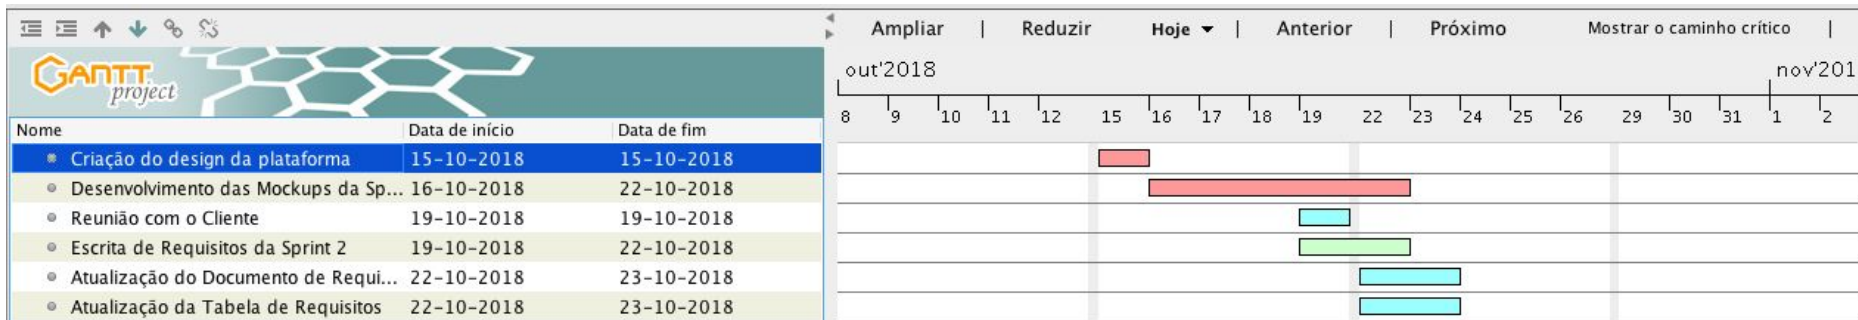 Ampliar | Reduzir Hoje ▼ | Anterior | Próximo Mostrar o caminho crítico |
GANTT project
out'2018 nov'201
8 9 10 11 12 15 16 17 18 19 22 23 24 25 26 29 30 31 1 2
Nome Data de início Data de fim
Criação do design da plataforma 15-10-2018 15-10-2018
Desenvolvimento das Mockups da Sp... 16-10-2018 22-10-2018
Reunião com o Cliente 19-10-2018 19-10-2018
Escrita de Requisitos da Sprint 2 19-10-2018 22-10-2018
Atualização do Documento de Requi... 22-10-2018 23-10-2018
Atualização da Tabela de Requisitos 22-10-2018 23-10-2018